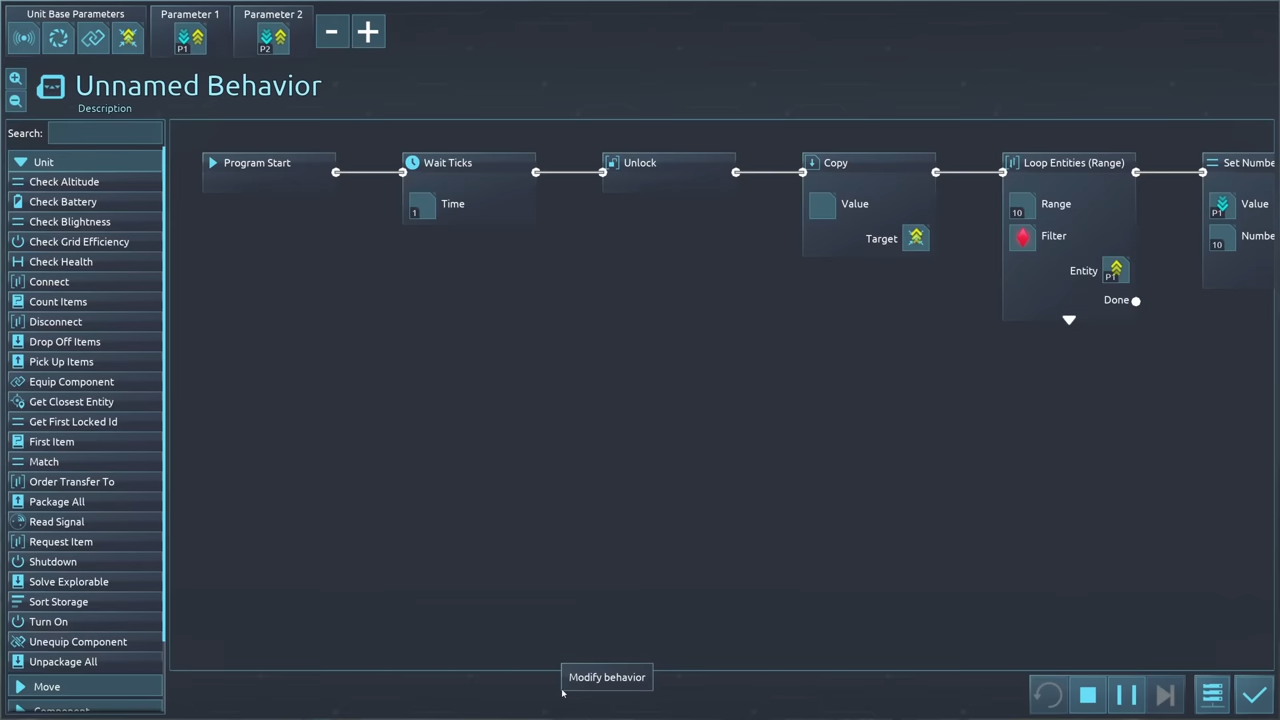 Unit Base Parameters
Parameter 1
Parameter 2
P1
P2
Unnamed Behavior
Description
Search:
Unit
Check Altitude
Check Battery
Check Blightness
Check Grid Efficiency
Check Health
Connect
Count Items
Disconnect
Drop Off Items
Pick Up Items
Equip Component
Get Closest Entity
Get First Locked Id
First Item
Match
Order Transfer To
Package All
Read Signal
Request Item
Shutdown
Solve Explorable
Sort Storage
Turn On
Unequip Component
Unpackage All
Move
Component
Program Start
Wait Ticks
1
Time
Unlock
Copy
Value
Target
Loop Entities (Range)
10
Range
Filter
Entity
P1
Done
Set Numbe
P1
Value
10
Numbe
Modify behavior